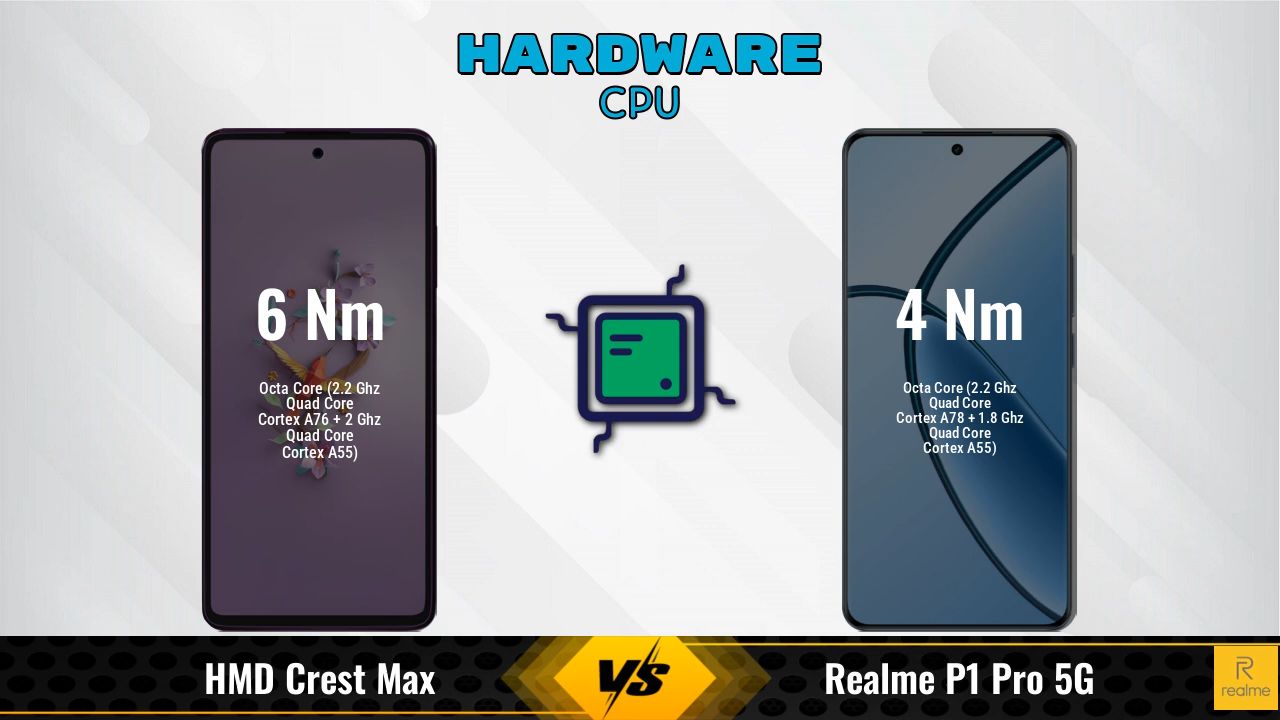 HARDWARE
CPU
6 Nm
Octa Core (2.2 Ghz
Quad Core
Cortex A76 + 2 Ghz
Quad Core
Cortex A55)
4 Nm
Octa Core (2.2 Ghz
Quad Core
Cortex A78 + 1.8 Ghz
Quad Core
Cortex A55)
HMD Crest Max
VS
Realme P1 Pro 5G
R
realme